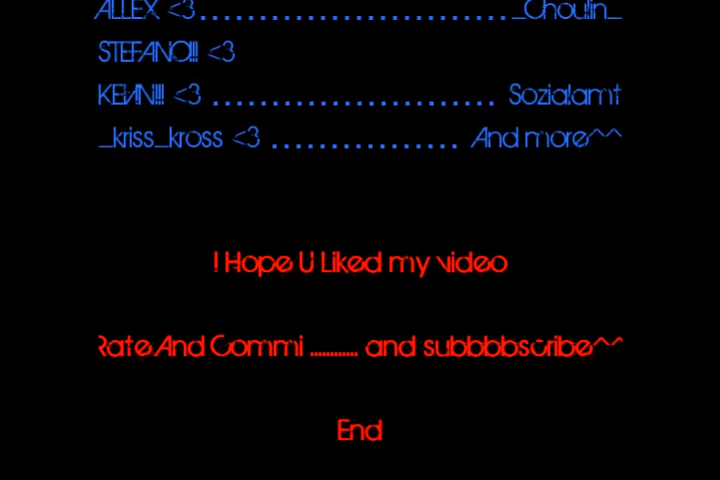 ALLEX <3.............................._Choulin_
STEFANO!!! <3
KEVIN!!!! <3 ......................... Sozialamt
_kriss_kross <3 ................ And more^^
I Hope U Liked my video
Rate And Commi ............ and subbbbscribe^^
End